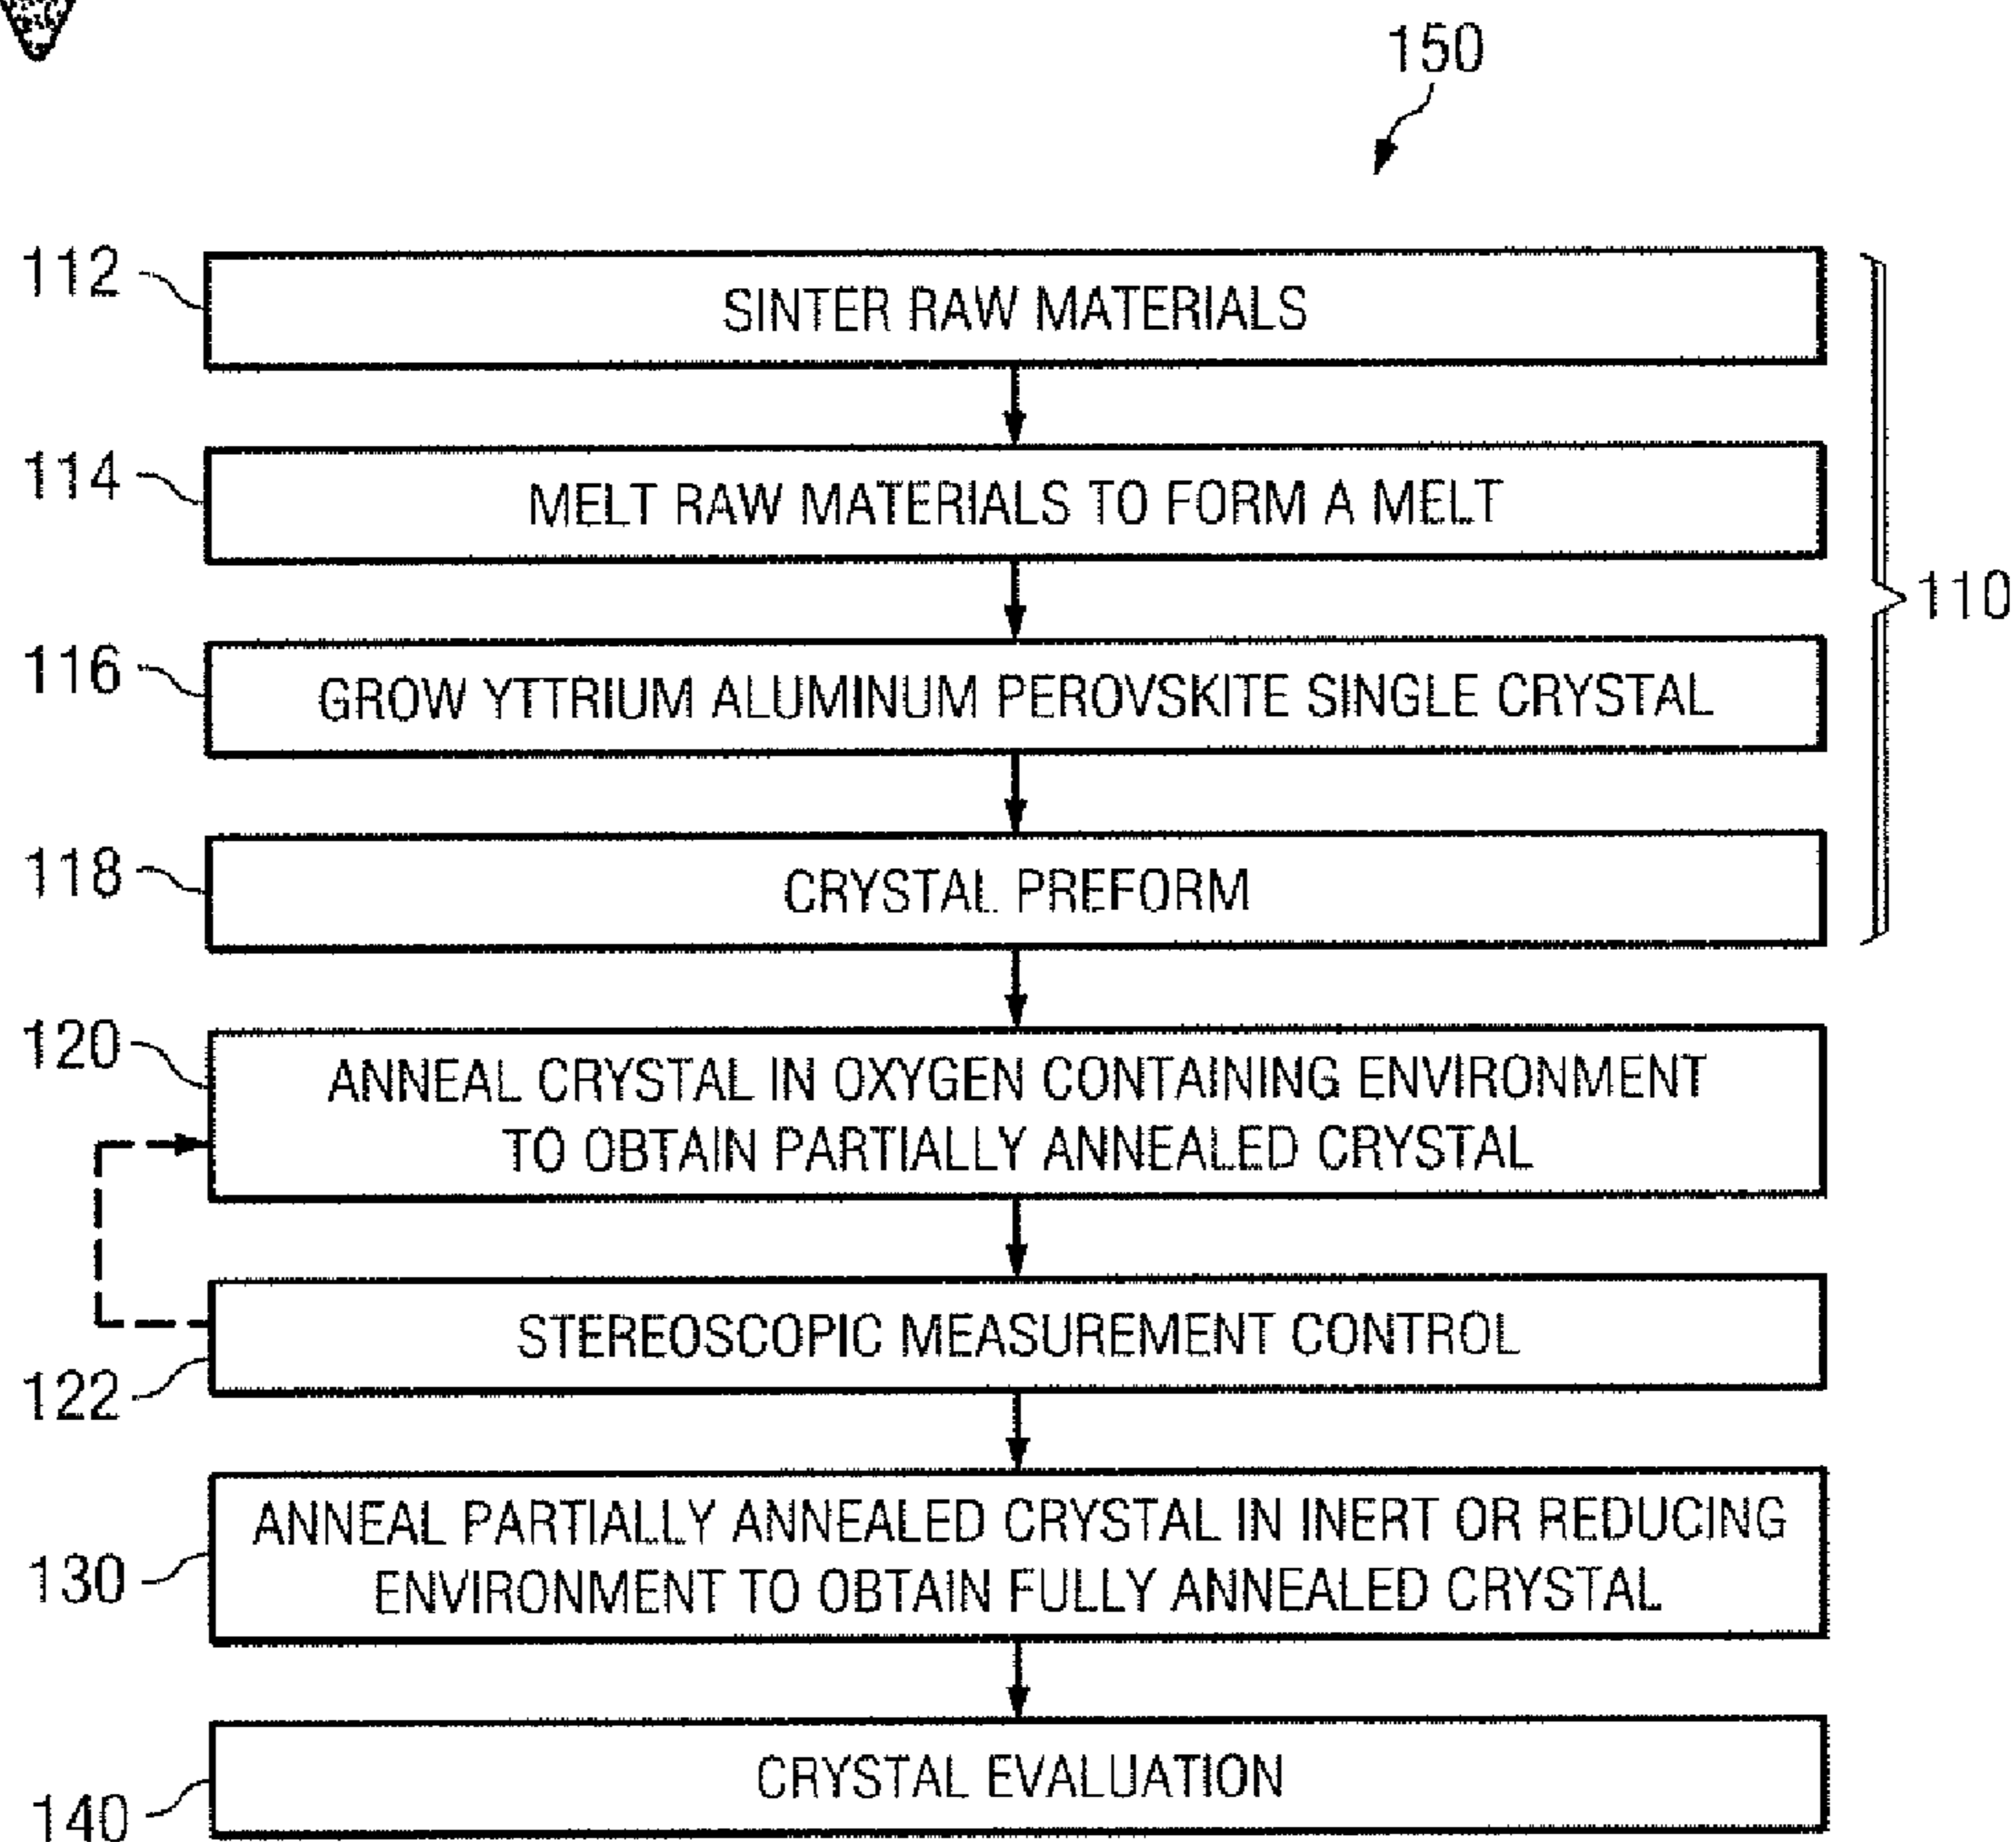 150
112
SINTER RAW MATERIALS
114
MELT RAW MATERIALS TO FORM A MELT
110
116
GROW YTTRIUM ALUMINUM PEROVSKITE SINGLE CRYSTAL
118
CRYSTAL PREFORM
120
ANNEAL CRYSTAL IN OXYGEN CONTAINING ENVIRONMENT
TO OBTAIN PARTIALLY ANNEALED CRYSTAL
STEREOSCOPIC MEASUREMENT CONTROL
122
ANNEAL PARTIALLY ANNEALED CRYSTAL IN INERT OR REDUCING
130
ENVIRONMENT TO OBTAIN FULLY ANNEALED CRYSTAL
CRYSTAL EVALUATION
140